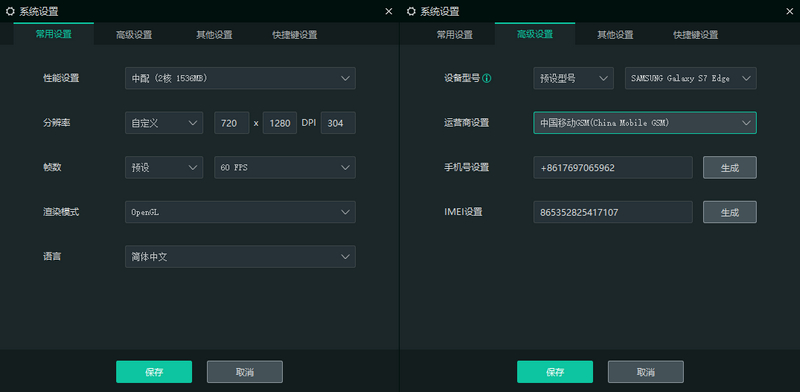 系统设置
常用设置 高级设置 其他设置 快捷键设置
性能设置 中配 (2核 1536MB)
分辨率 自定义 720 x 1280 DPI 304
帧数 预设 60 FPS
渲染模式 OpenGL
语言 简体中文
保存 取消
系统设置
常用设置 高级设置 其他设置 快捷键设置
设备型号 预设型号 SAMSUNG Galaxy S7 Edge
运营商设置 中国移动GSM(China Mobile GSM)
手机号设置 +8617697065962 生成
IMEI设置 865352825417107 生成
保存 取消